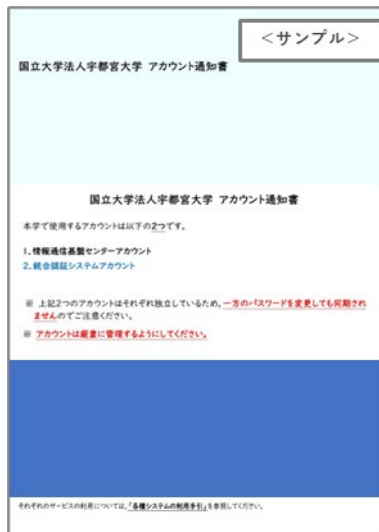 ＜サンプル＞
国立大学法人宇都宮大学 アカウント通知書
国立大学法人宇都宮大学 アカウント通知書
本学で使用するアカウントは以下の2つです。
1. 情報通信基盤センターアカウント
2. 統合認証システムアカウント
※ 上記2つのアカウントはそれぞれ独立しているため，一方のパスワードを変更しても同期され
ませんのでご注意ください。
※ アカウントは厳重に管理するようにしてください。
それぞれのサービスの利用については，「各種システムの利用手引」を参照してください。